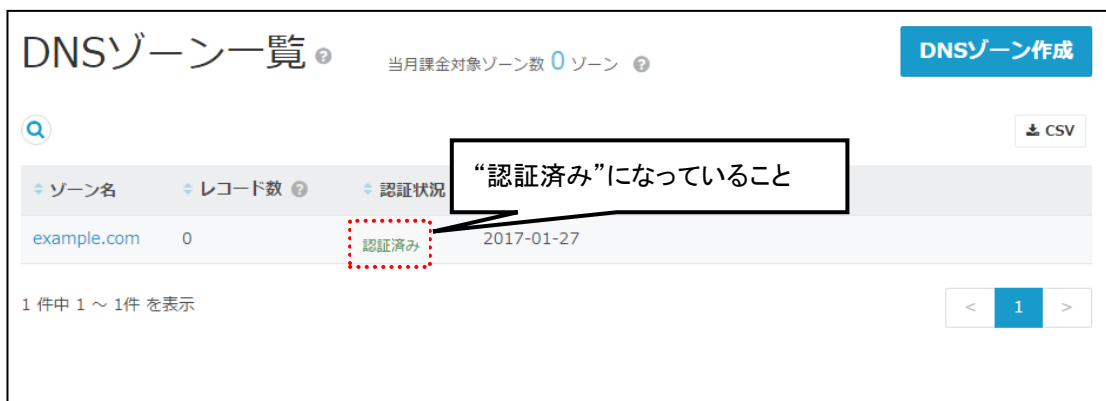 DNSゾーン一覧
当月課金対象ゾーン数 0 ゾーン
DNSゾーン作成
CSV
“認証済み”になっていること
ゾーン名 レコード数 認証状況
example.com 0 認証済み 2017-01-27
1 件中 1 ～ 1件 を表示
< 1 >